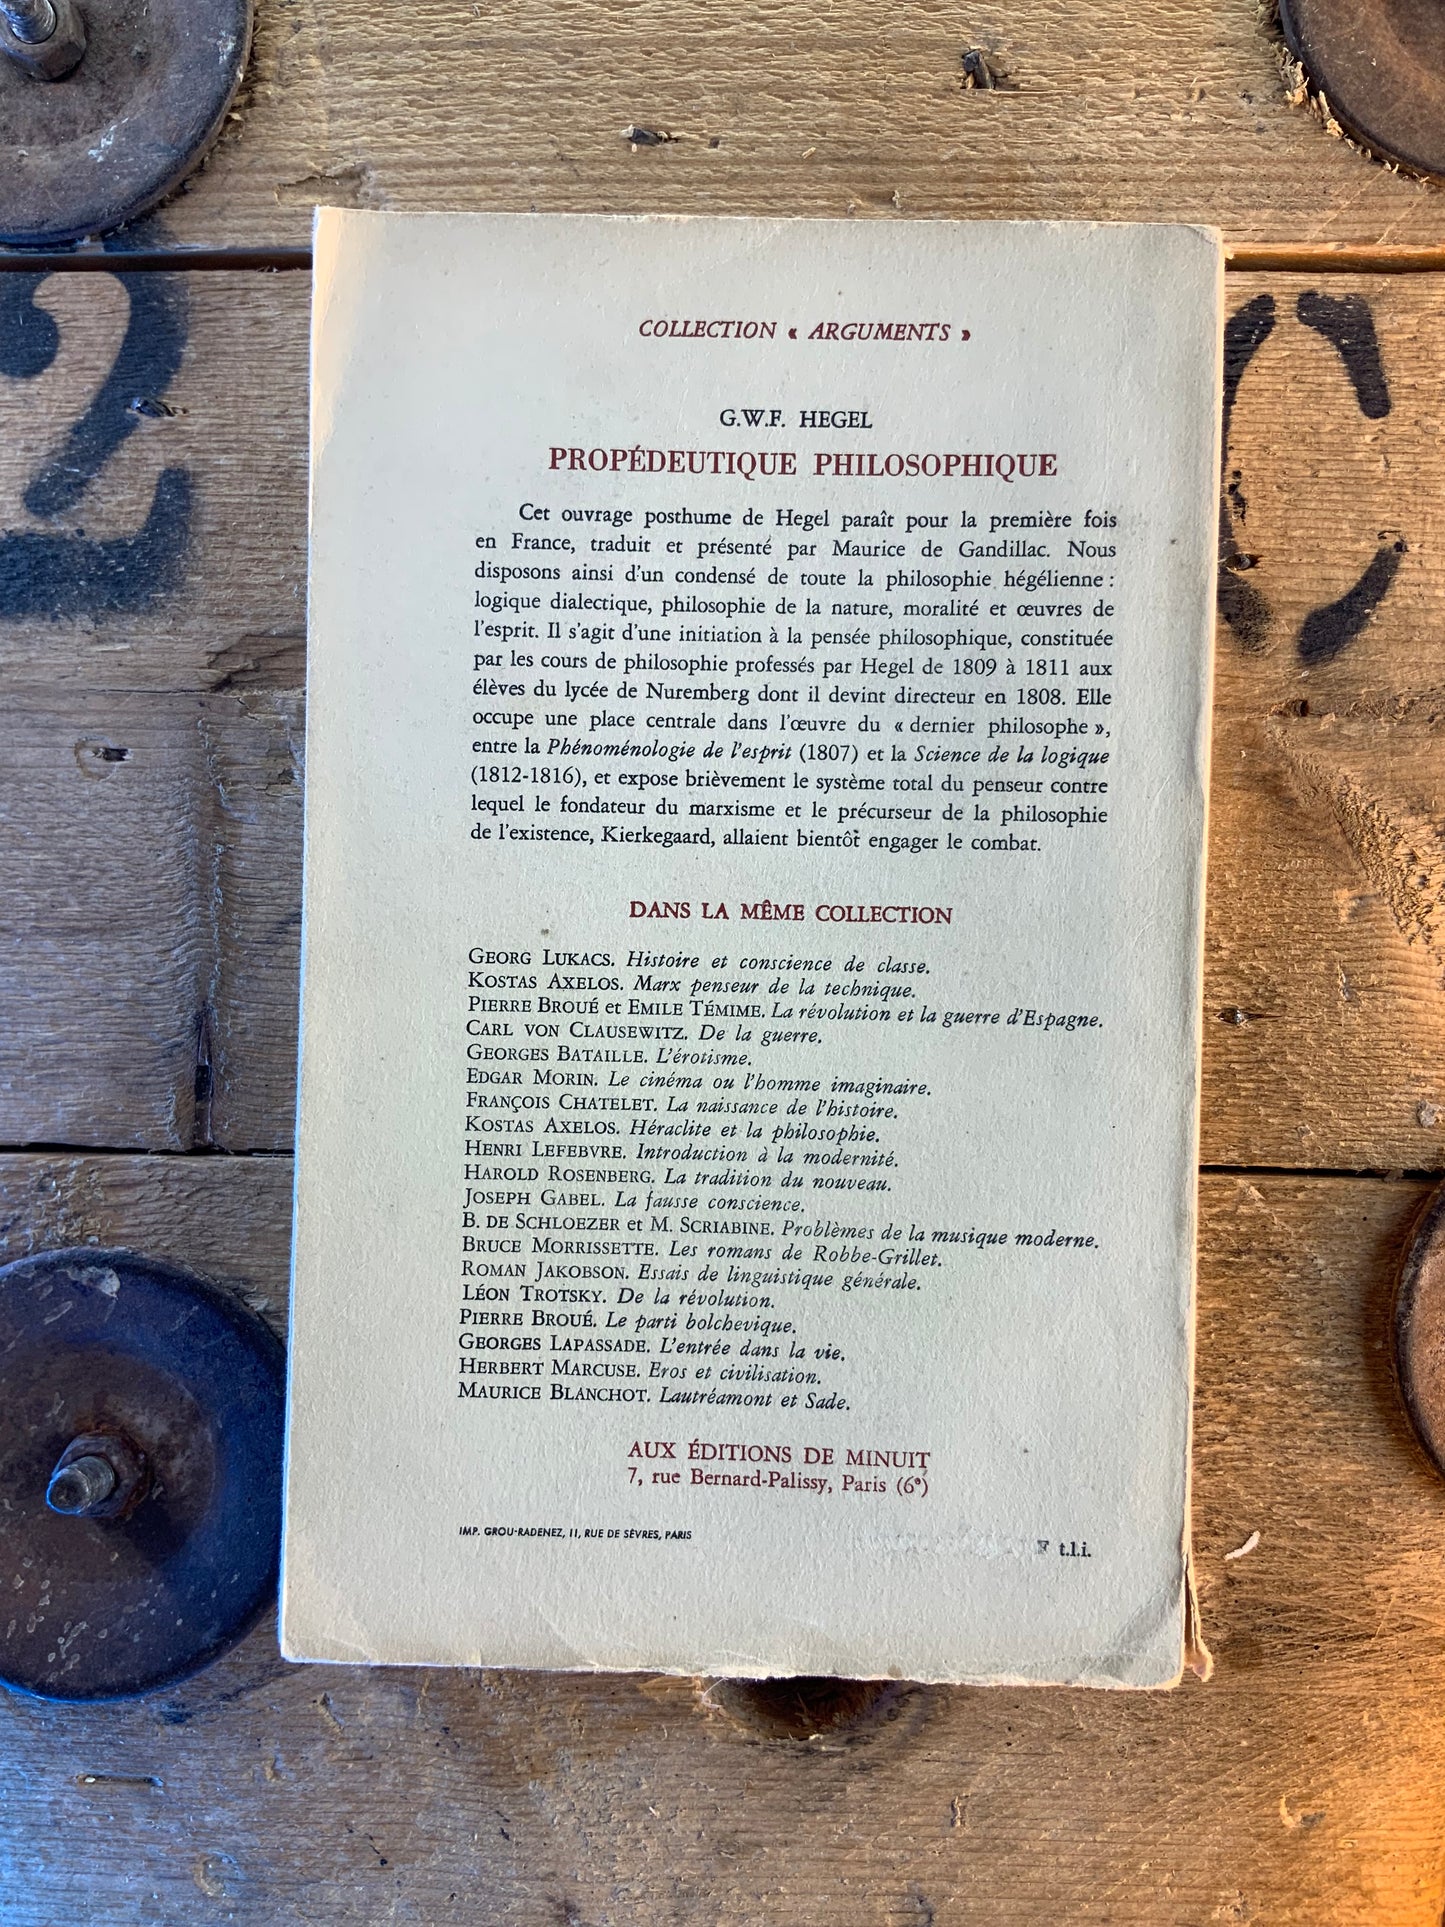 2
C
COLLECTION « ARGUMENTS »
G.W.F. HEGEL
PROPÉDEUTIQUE PHILOSOPHIQUE
Cet ouvrage posthume de Hegel paraît pour la première fois
en France, traduit et présenté par Maurice de Gandillac. Nous
disposons ainsi d'un condensé de toute la philosophie hégélienne :
logique dialectique, philosophie de la nature, moralité et œuvres de
l'esprit. Il s'agit d'une initiation à la pensée philosophique, constituée
par les cours de philosophie professés par Hegel de 1809 à 1811 aux
élèves du lycée de Nuremberg dont il devint directeur en 1808. Elle
occupe une place centrale dans l'œuvre du « dernier philosophe »,
entre la Phénoménologie de l'esprit (1807) et la Science de la logique
(1812-1816), et expose brièvement le système total du penseur contre
lequel le fondateur du marxisme et le précurseur de la philosophie
de l'existence, Kierkegaard, allaient bientôt engager le combat.
DANS LA MÊME COLLECTION
GEORG LUKACS. Histoire et conscience de classe.
KOSTAS AXELOS. Marx penseur de la technique.
PIERRE BROUÉ et EMILE TÉMIME. La révolution et la guerre d'Espagne.
CARL VON CLAUSEWITZ. De la guerre.
GEORGES BATAILLE. L'érotisme.
EDGAR MORIN. Le cinéma ou l'homme imaginaire.
FRANÇOIS CHATELET. La naissance de l'histoire.
KOSTAS AXELOS. Héraclite et la philosophie.
HENRI LEFEBVRE. Introduction à la modernité.
HAROLD ROSENBERG. La tradition du nouveau.
JOSEPH GABEL. La fausse conscience.
B. DE SCHLOEZER et M. SCRIABINE. Problèmes de la musique moderne.
BRUCE MORRISSETTE. Les romans de Robbe-Grillet.
ROMAN JAKOBSON. Essais de linguistique générale.
LÉON TROTSKY. De la révolution.
PIERRE BROUÉ. Le parti bolchevique.
GEORGES LAPASSADE. L'entrée dans la vie.
HERBERT MARCUSE. Eros et civilisation.
MAURICE BLANCHOT. Lautréamont et Sade.
AUX ÉDITIONS DE MINUIT
7, rue Bernard-Palissy, Paris (6e)
IMP. GROU-RADENEZ, 11, RUE DE SÈVRES, PARIS
F t.l.i.